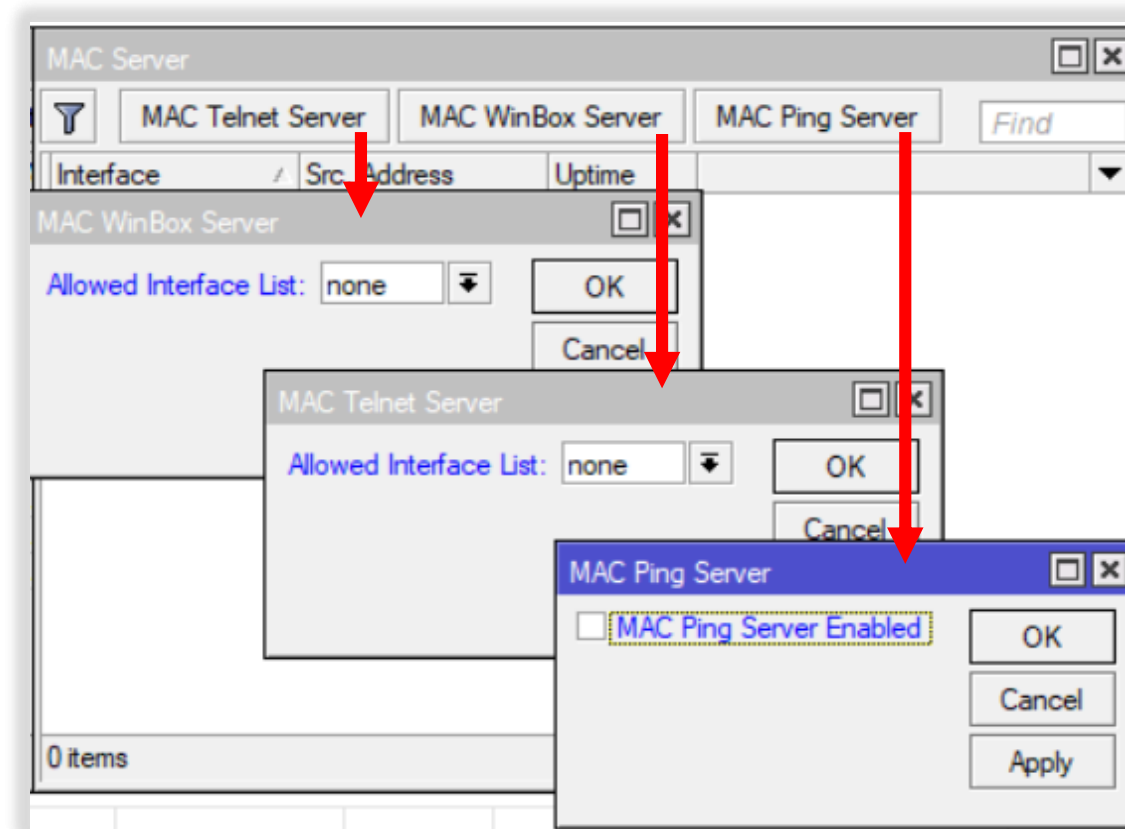 MAC Server
MAC Telnet Server MAC WinBox Server MAC Ping Server Find
Interface Src. Address Uptime
MAC WinBox Server
Allowed Interface List: none OK
Cancel
MAC Telnet Server
Allowed Interface List: none OK
Cancel
MAC Ping Server
MAC Ping Server Enabled OK
Cancel
0 items Apply